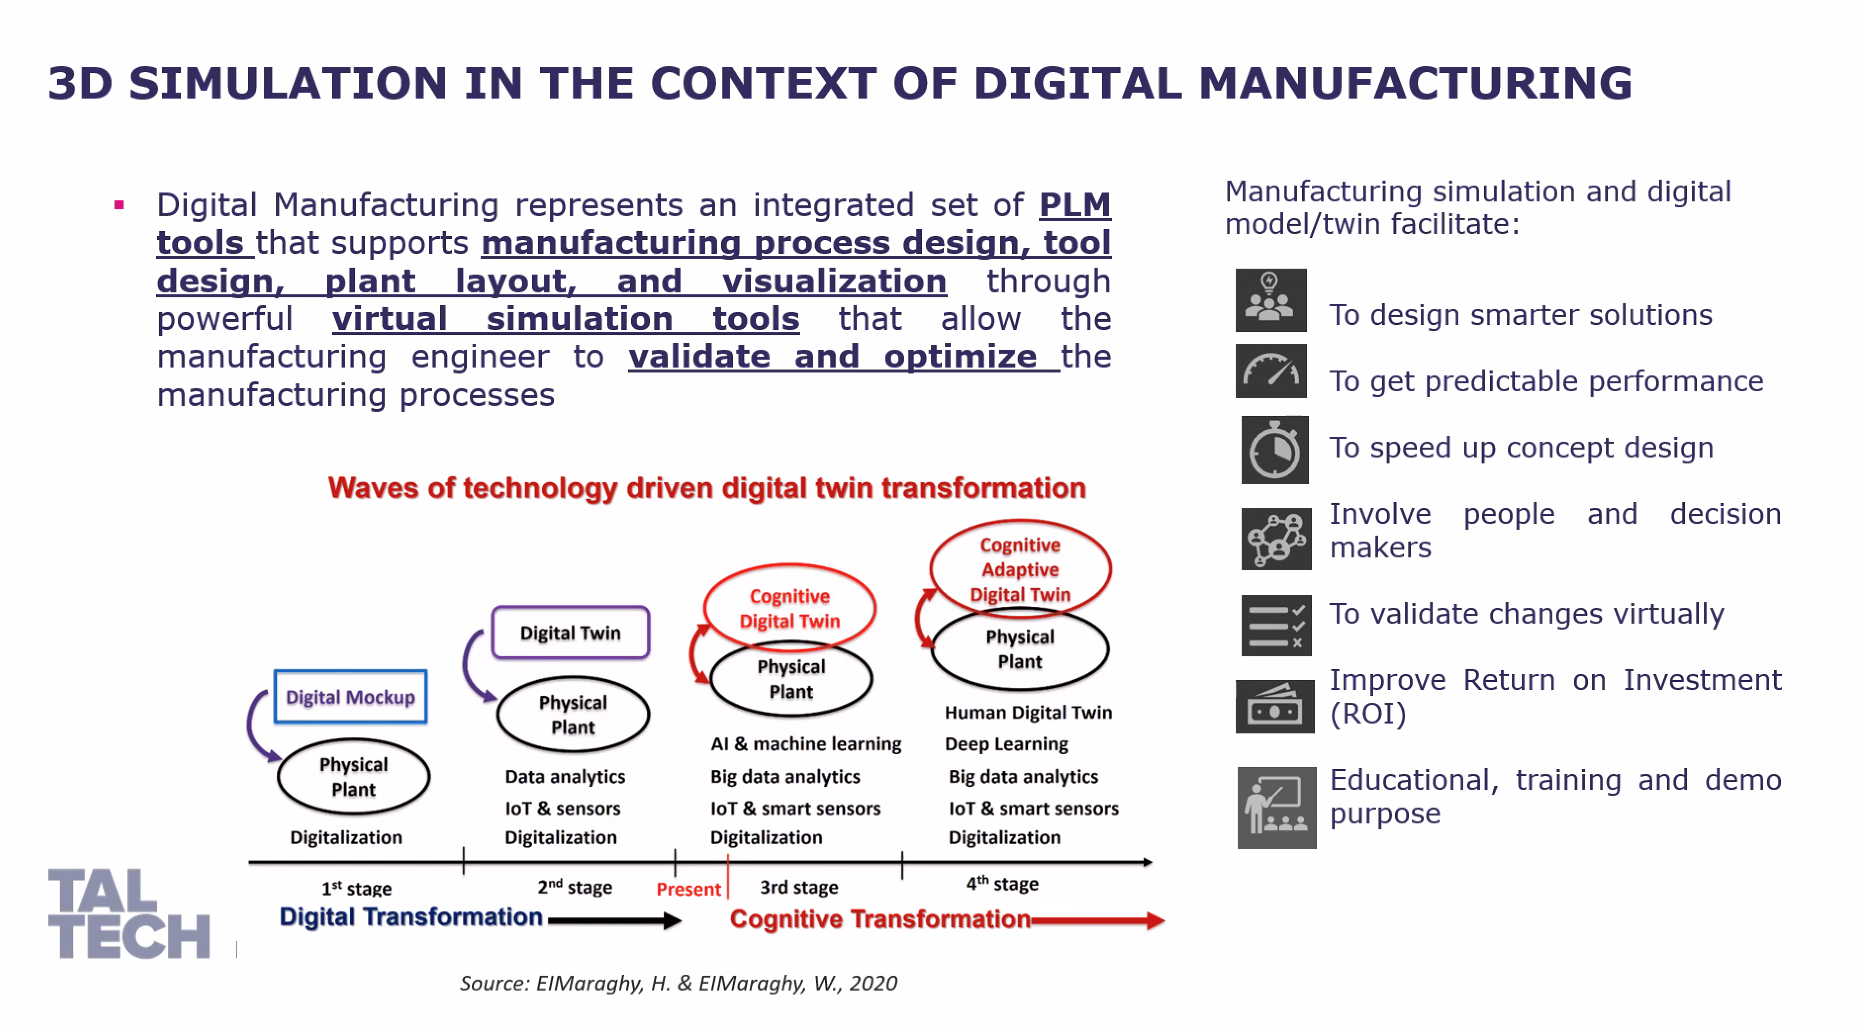 3D SIMULATION IN THE CONTEXT OF DIGITAL MANUFACTURING
▪ Digital Manufacturing represents an integrated set of PLM
tools that supports manufacturing process design, tool
design, plant layout, and visualization through
powerful virtual simulation tools that allow the
manufacturing engineer to validate and optimize the
manufacturing processes
Manufacturing simulation and digital
model/twin facilitate:
To design smarter solutions
To get predictable performance
To speed up concept design
Involve people and decision
makers
To validate changes virtually
Improve Return on Investment
(ROI)
Educational, training and demo
purpose
Waves of technology driven digital twin transformation
Digital Mockup
Physical
Plant
Digitalization
1st stage
Digital Twin
Physical
Plant
Data analytics
IoT & sensors
Digitalization
2nd stage
Present
Cognitive
Digital Twin
Physical
Plant
AI & machine learning
Big data analytics
IoT & smart sensors
Digitalization
3rd stage
Cognitive
Adaptive
Digital Twin
Physical
Plant
Human Digital Twin
Deep Learning
Big data analytics
IoT & smart sensors
Digitalization
4th stage
Digital Transformation
Cognitive Transformation
TAL
TECH
Source: ElMaraghy, H. & ElMaraghy, W., 2020